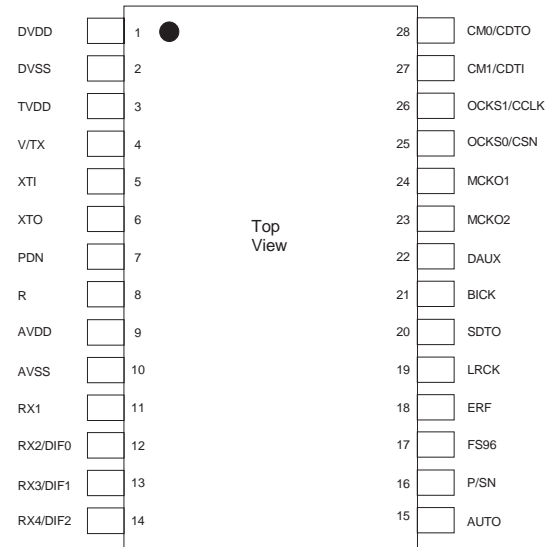 DVDD 1 28 CM0/CDTO
DVSS 2 27 CM1/CDTI
TVDD 3 26 OCKS1/CCLK
V/TX 4 25 OCKS0/CSN
XTI 5 24 MCKO1
XTO 6 23 MCKO2
Top
View
PDN 7 22 DAUX
R 8 21 BICK
AVDD 9 20 SDTO
AVSS 10 19 LRCK
RX1 11 18 ERF
RX2/DIF0 12 17 FS96
RX3/DIF1 13 16 P/SN
RX4/DIF2 14 15 AUTO